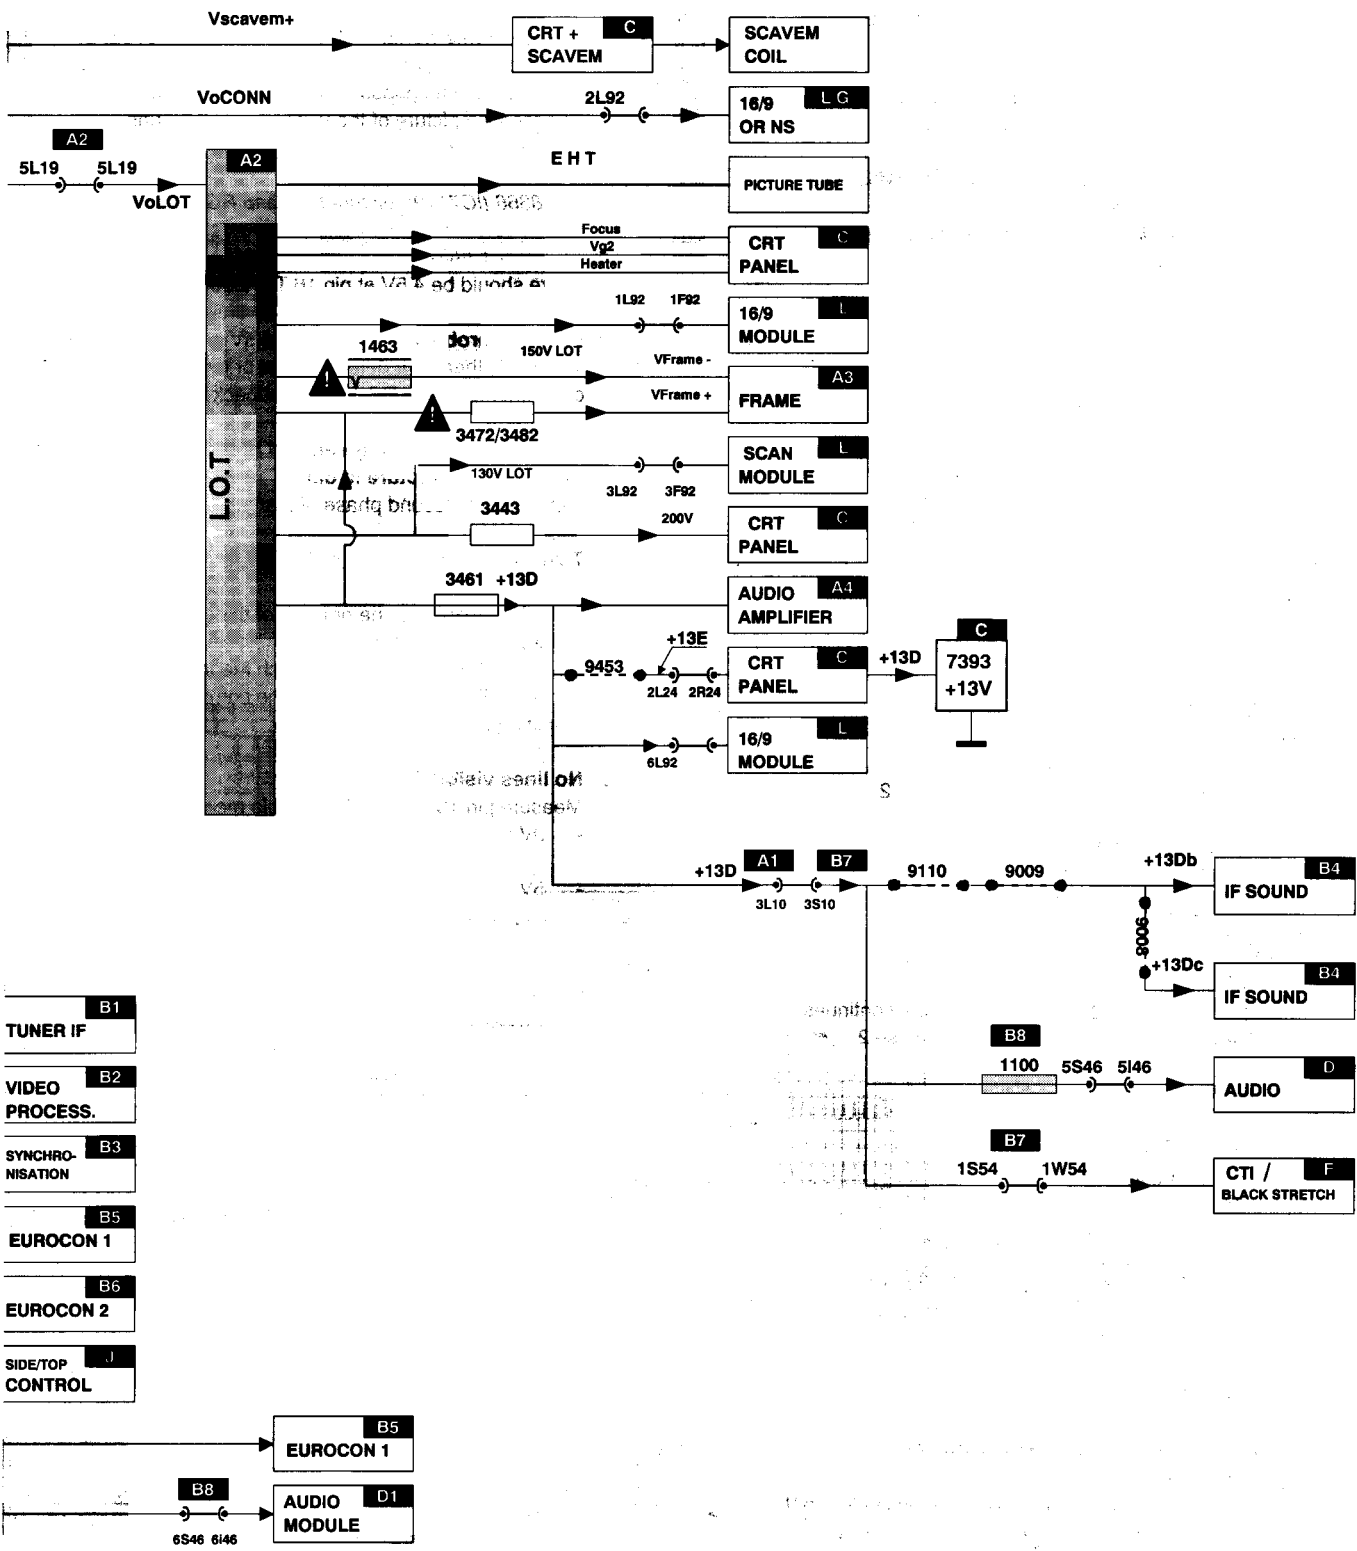 Vscavem+
CRT + C
SCAVEM
SCAVEM
COIL
VoCONN
2L92
16/9 L G
OR NS
A2
5L19 5L19
VoLOT
A2
L.O.T
E H T
PICTURE TUBE
Focus
Vg2
Heater
CRT C
PANEL
1L92 1F92
150V LOT
16/9 L
MODULE
1463
VFrame -
VFrame +
3472/3482
FRAME A3
130V LOT
3L92 3F92
SCAN L
MODULE
3443
200V
CRT C
PANEL
3461 +13D
AUDIO A4
AMPLIFIER
9453
+13E
2L24 2R24
CRT C
PANEL
+13D
C
7393
+13V
6L92
16/9 L
MODULE
+13D
A1
3L10
B7
3S10
9110 9009
+13Db
IF SOUND B4
9008
+13Dc
IF SOUND B4
B8
1100 5S46 5I46
AUDIO D
B7
1S54 1W54
CTI / F
BLACK STRETCH
B1
TUNER IF
B2
VIDEO
PROCESS.
B3
SYNCHRO-
NISATION
B5
EUROCON 1
B6
EUROCON 2
J
SIDE/TOP
CONTROL
B5
EUROCON 1
B8
6S46 6I46
AUDIO D1
MODULE